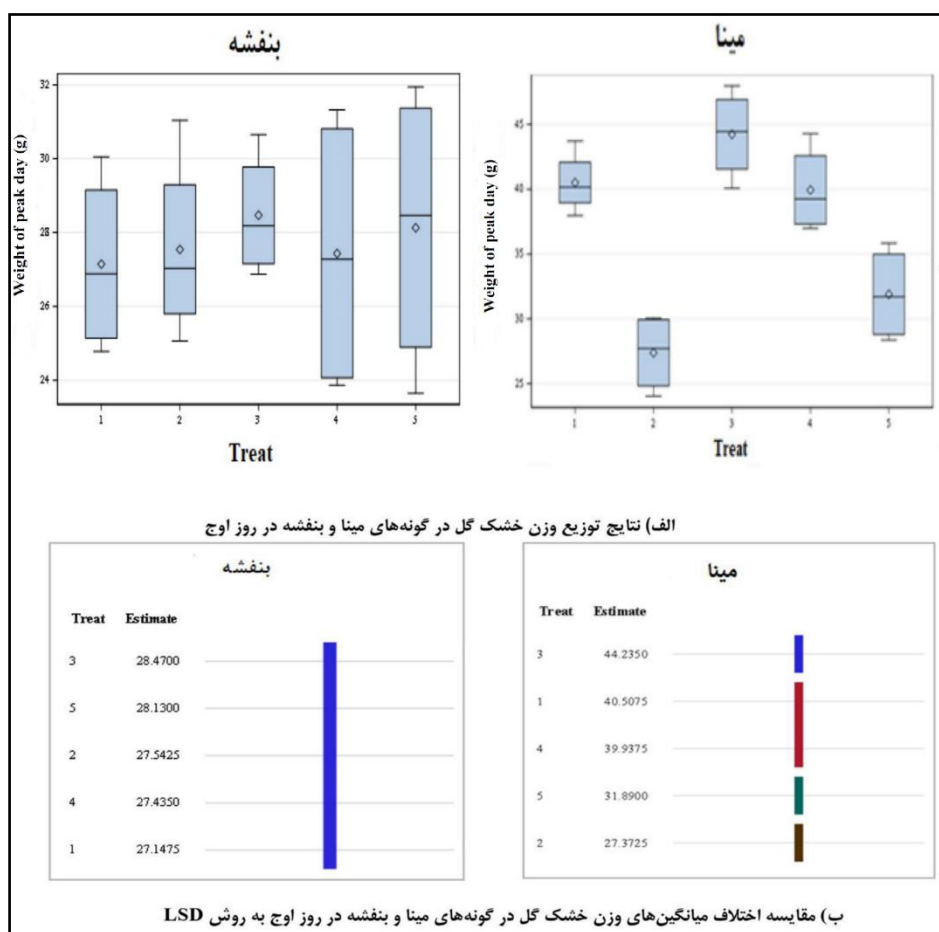 بنفشه
مینا
Weight of peak day (g)
32
30
28
26
24
1 2 3 4 5
Treat
Weight of peak day (g)
45
40
35
30
25
1 2 3 4 5
Treat
الف) نتایج توزیع وزن خشک گل در گونه‌های مینا و بنفشه در روز اوج
بنفشه
Treat Estimate
3 28.4700
5 28.1300
2 27.5425
4 27.4350
1 27.1475
مینا
Treat Estimate
3 44.2350
1 40.5075
4 39.9375
5 31.8900
2 27.3725
ب) مقایسه اختلاف میانگین‌های وزن خشک گل در گونه‌های مینا و بنفشه در روز اوج به روش LSD